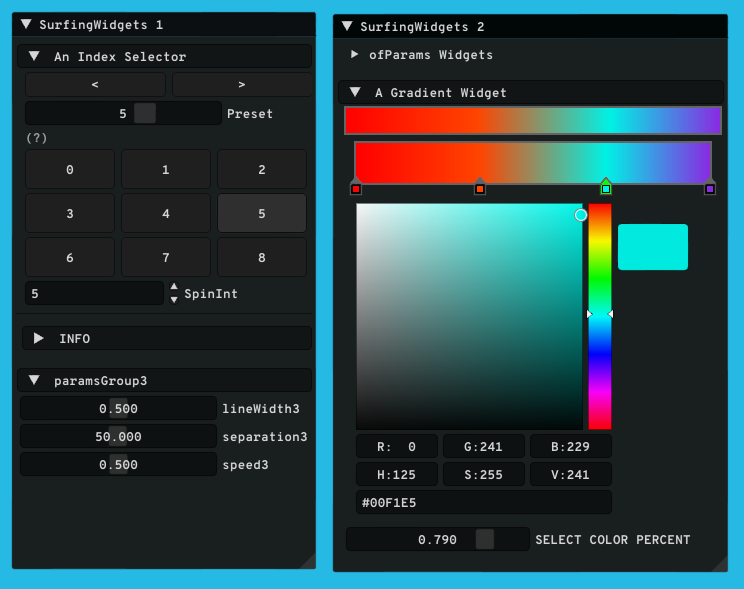 SurfingWidgets 1
An Index Selector
< >
5 Preset
(?)
0 1 2
3 4 5
6 7 8
5 SpinInt
INFO
paramsGroup3
0.500 lineWidth3
50.000 separation3
0.500 speed3
SurfingWidgets 2
ofParams Widgets
A Gradient Widget
R: 0 G:241 B:229
H:125 S:255 V:241
#00F1E5
0.790 SELECT COLOR PERCENT